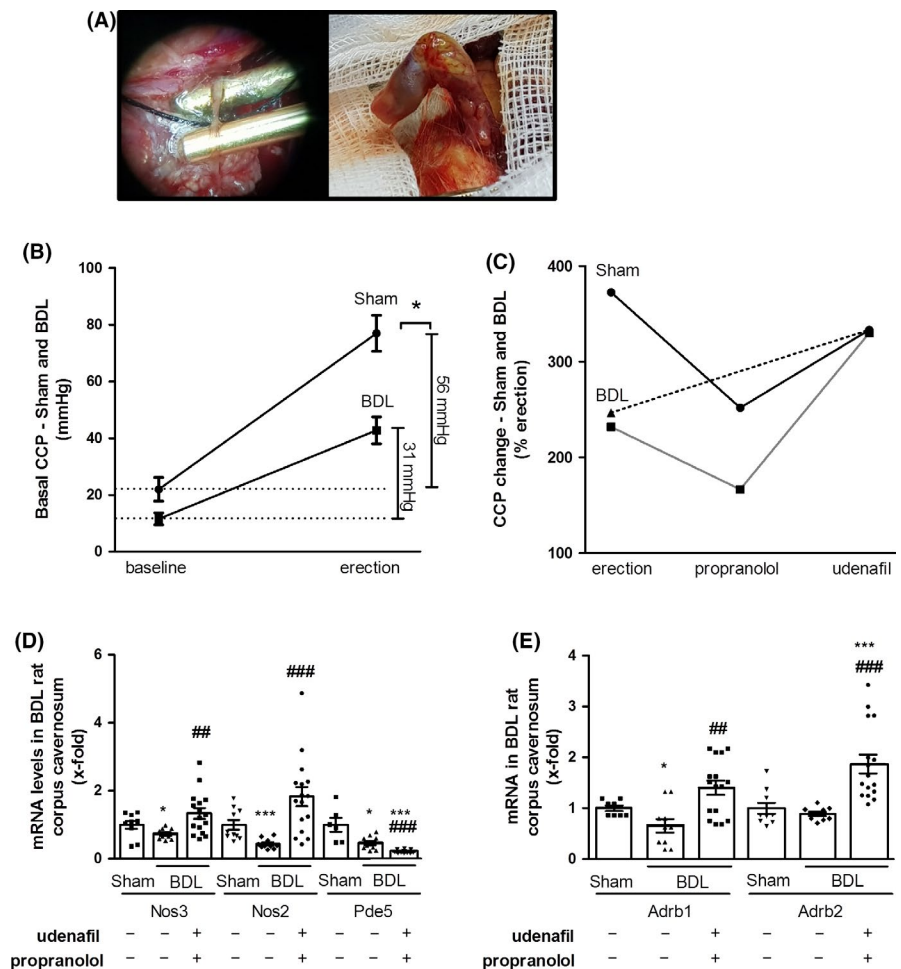 (A)
(B)
Basal CCP - Sham and BDL
(mmHg)
100
80
60
40
20
0
Sham
*
BDL
56 mmHg
31 mmHg
baseline
erection
(C)
CCP change - Sham and BDL
(% erection)
400
300
200
100
Sham
BDL
erection
propranolol
udenafil
(D)
mRNA levels in BDL rat
corpus cavernosum
(x-fold)
6
4
2
0
* ## *** ### * *** ###
Sham BDL Sham BDL Sham BDL
Nos3 Nos2 Pde5
udenafil − − + − − + − − +
propranolol − − + − − + − − +
(E)
mRNA in BDL rat
corpus cavernosum
(x-fold)
4
3
2
1
0
* ## *** ###
Sham BDL Sham BDL
Adrb1 Adrb2
udenafil − − + − − +
propranolol − − + − − +